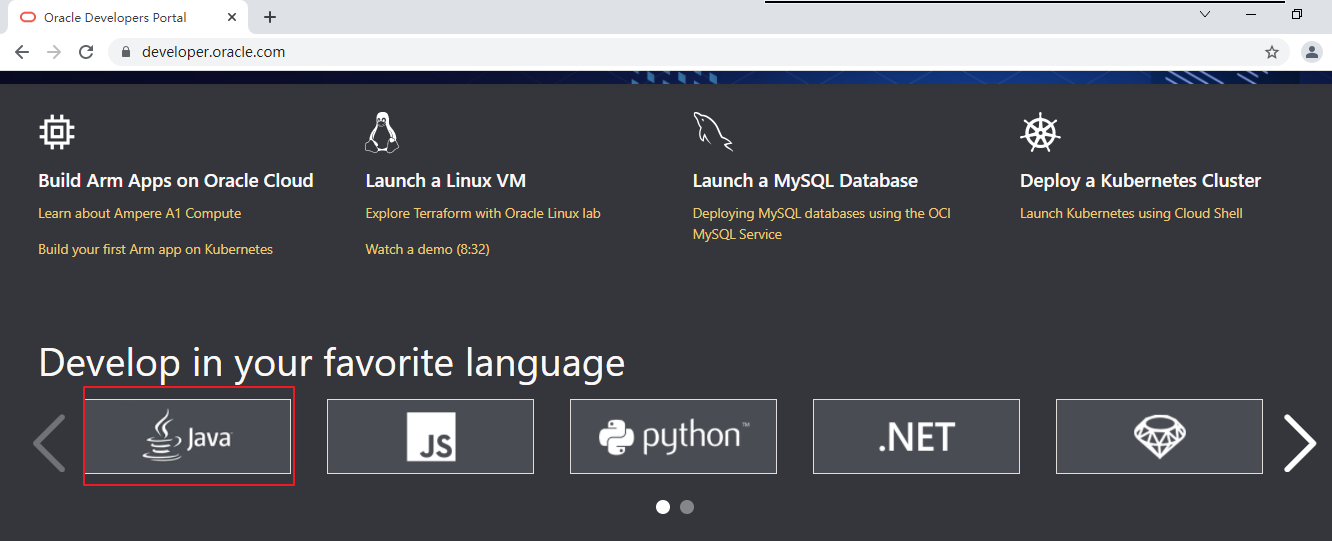 Oracle Developers Portal
developer.oracle.com
Build Arm Apps on Oracle Cloud
Learn about Ampere A1 Compute
Build your first Arm app on Kubernetes
Launch a Linux VM
Explore Terraform with Oracle Linux lab
Watch a demo (8:32)
Launch a MySQL Database
Deploying MySQL databases using the OCI
MySQL Service
Deploy a Kubernetes Cluster
Launch Kubernetes using Cloud Shell
Develop in your favorite language
Java
JS
python™
.NET